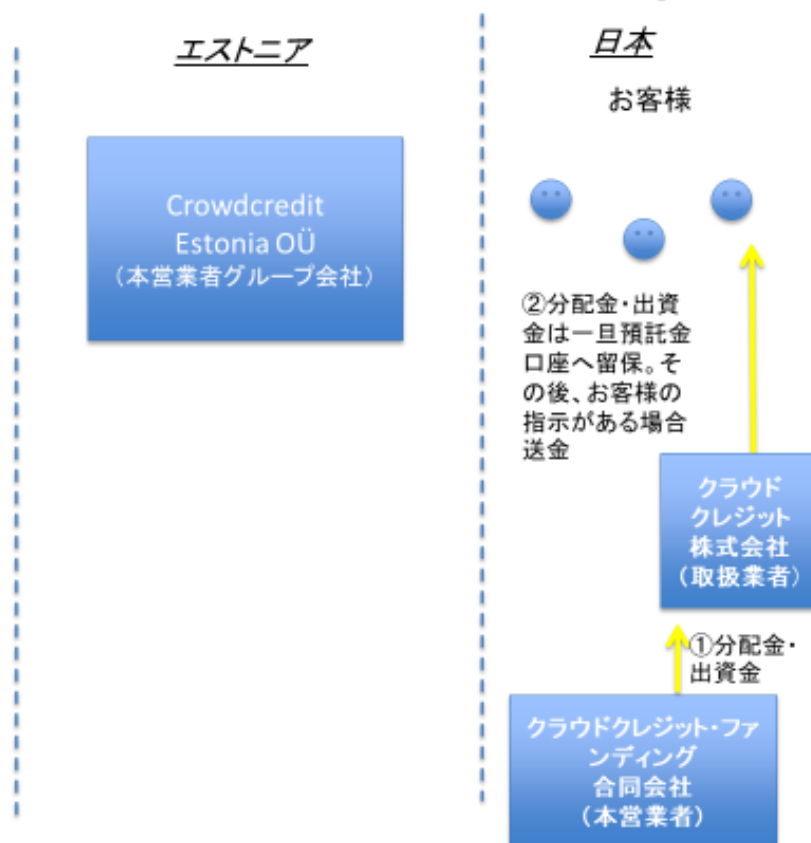 エストニア
日本
お客様
Crowdcredit
Estonia OÜ
（本営業者グループ会社）
②分配金・出資
金は一旦預託金
口座へ留保。そ
の後、お客様の
指示がある場合
送金
クラウド
クレジット
株式会社
（取扱業者）
①分配金・
出資金
クラウドクレジット・ファ
ンディング
合同会社
（本営業者）